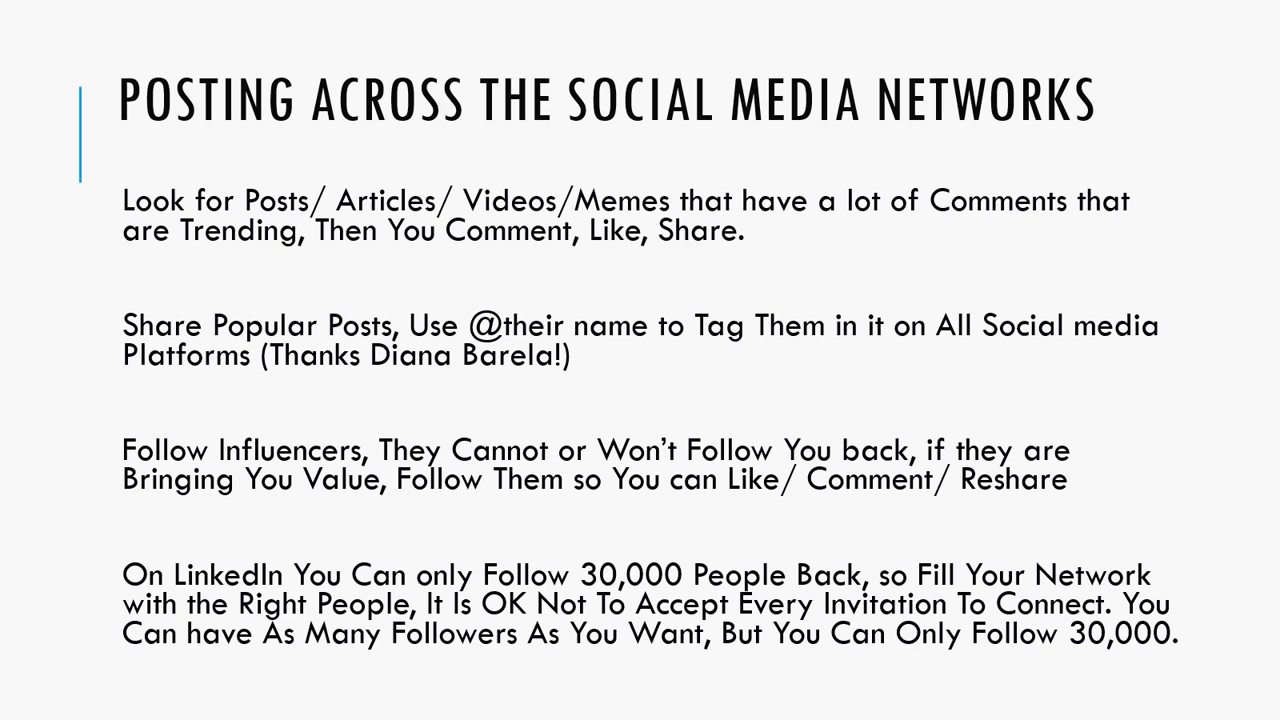 POSTING ACROSS THE SOCIAL MEDIA NETWORKS
Look for Posts/ Articles/ Videos/Memes that have a lot of Comments that
are Trending, Then You Comment, Like, Share.
Share Popular Posts, Use @their name to Tag Them in it on All Social media
Platforms (Thanks Diana Barela!)
Follow Influencers, They Cannot or Won’t Follow You back, if they are
Bringing You Value, Follow Them so You can Like/ Comment/ Reshare
On LinkedIn You Can only Follow 30,000 People Back, so Fill Your Network
with the Right People, It Is OK Not To Accept Every Invitation To Connect. You
Can have As Many Followers As You Want, But You Can Only Follow 30,000.